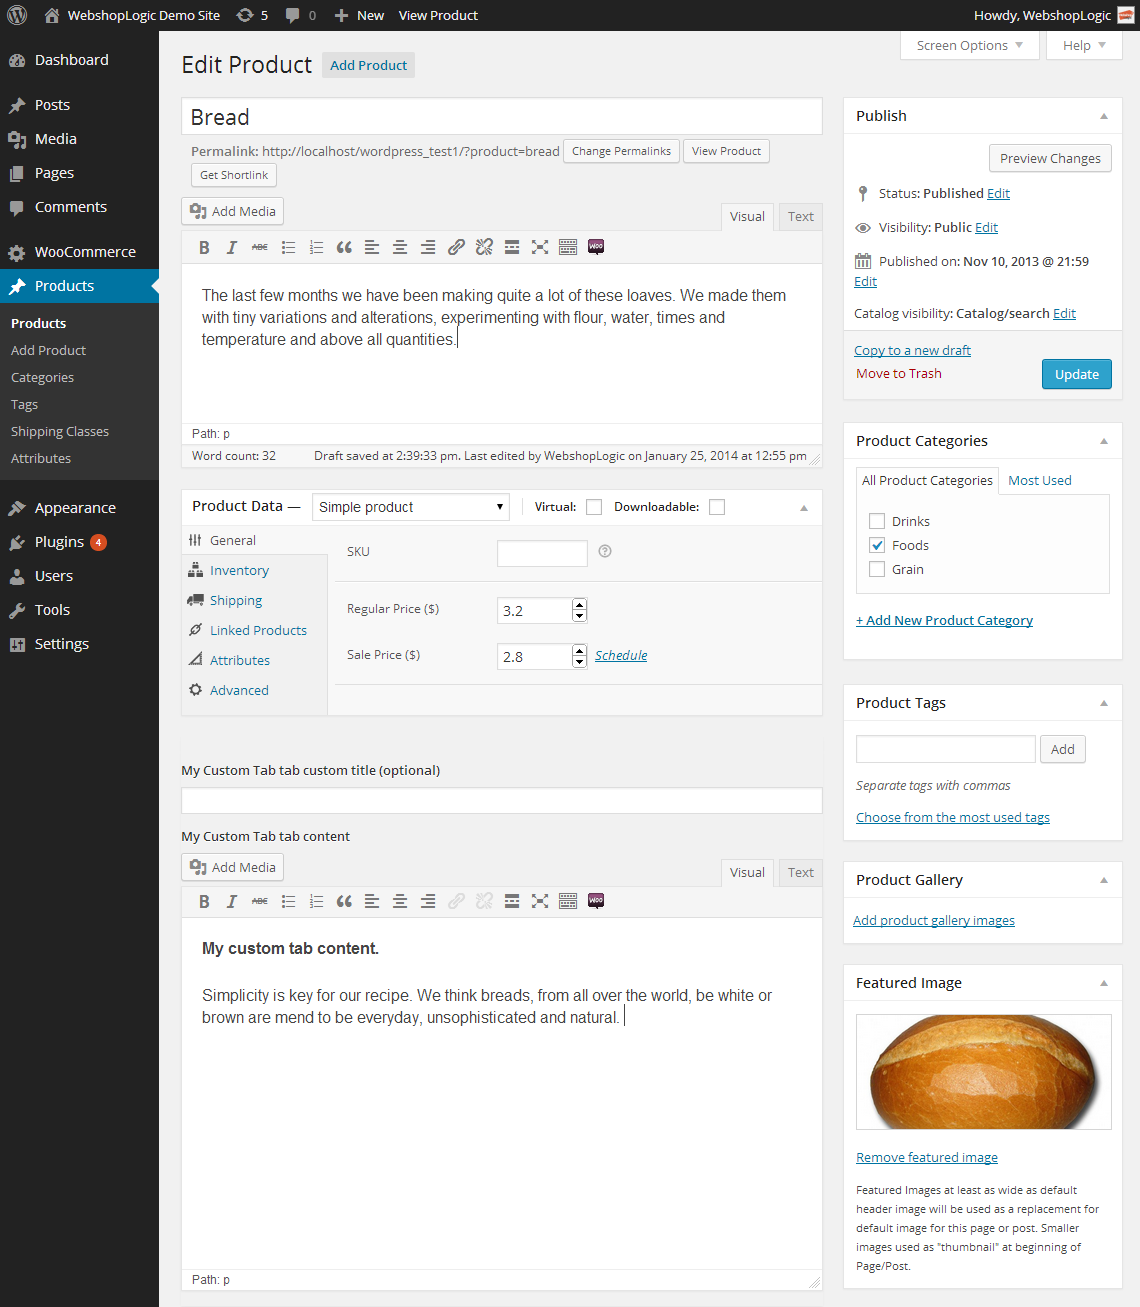 WebshopLogic Demo Site 5 0 New View Product Howdy, WebshopLogic
Screen Options Help
Dashboard
Posts
Media
Pages
Comments
WooCommerce
Products
Products
Add Product
Categories
Tags
Shipping Classes
Attributes
Appearance
Plugins 4
Users
Tools
Settings
Edit Product Add Product
Bread
Permalink: http://localhost/wordpress_test1/?product=bread Change Permalinks View Product
Get Shortlink
Add Media Visual Text
B I ABC WOO
The last few months we have been making quite a lot of these loaves. We made them
with tiny variations and alterations, experimenting with flour, water, times and
temperature and above all quantities.
Path: p
Word count: 32 Draft saved at 2:39:33 pm. Last edited by WebshopLogic on January 25, 2014 at 12:55 pm
Product Data — Simple product Virtual: Downloadable:
General
Inventory
Shipping
Linked Products
Attributes
Advanced
SKU ?
Regular Price ($) 3.2
Sale Price ($) 2.8 Schedule
My Custom Tab tab custom title (optional)
My Custom Tab tab content
Add Media Visual Text
B I ABC WOO
My custom tab content.
Simplicity is key for our recipe. We think breads, from all over the world, be white or
brown are mend to be everyday, unsophisticated and natural.
Path: p
Publish
Preview Changes
Status: Published Edit
Visibility: Public Edit
Published on: Nov 10, 2013 @ 21:59
Edit
Catalog visibility: Catalog/search Edit
Copy to a new draft
Move to Trash Update
Product Categories
All Product Categories Most Used
Drinks
Foods
Grain
+ Add New Product Category
Product Tags
Add
Separate tags with commas
Choose from the most used tags
Product Gallery
Add product gallery images
Featured Image
Remove featured image
Featured Images at least as wide as default
header image will be used as a replacement for
default image for this page or post. Smaller
images used as "thumbnail" at beginning of
Page/Post.